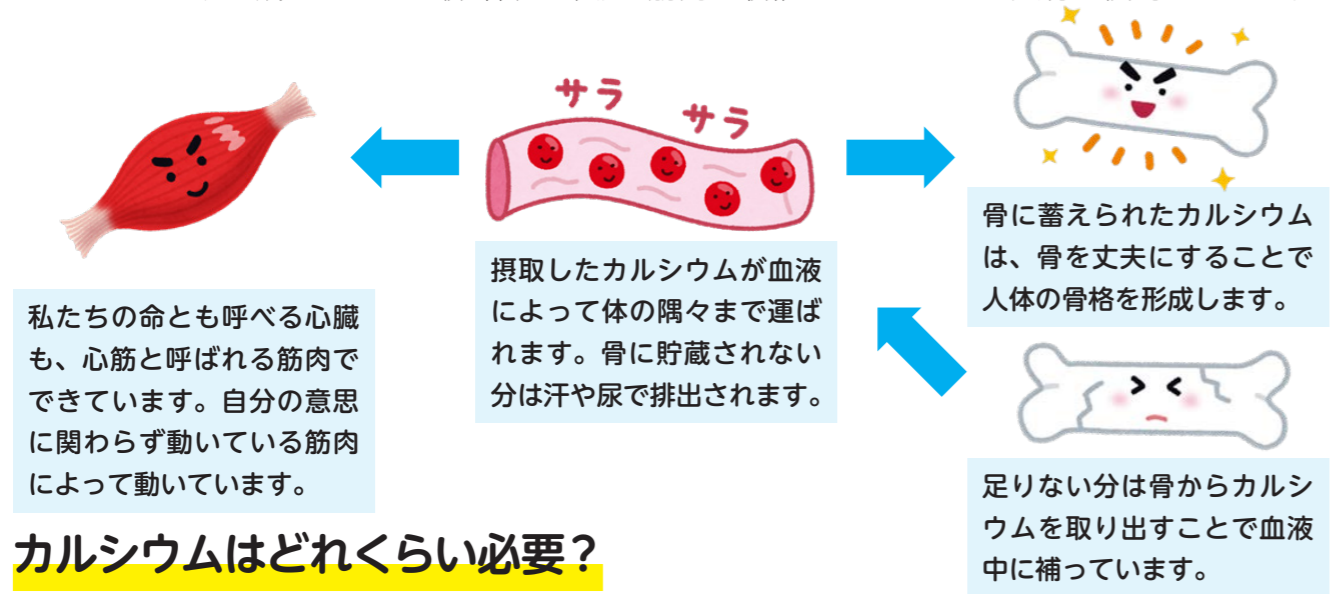 サラ
サラ
私たちの命とも呼べる心臓
も、心筋と呼ばれる筋肉で
できています。自分の意思
に関わらず動いている筋肉
によって動いています。
摂取したカルシウムが血液
によって体の隅々まで運ば
れます。骨に貯蔵されない
分は汗や尿で排出されます。
骨に蓄えられたカルシウム
は、骨を丈夫にすることで
人体の骨格を形成します。
足りない分は骨からカルシ
ウムを取り出すことで血液
中に補っています。
カルシウムはどれくらい必要？